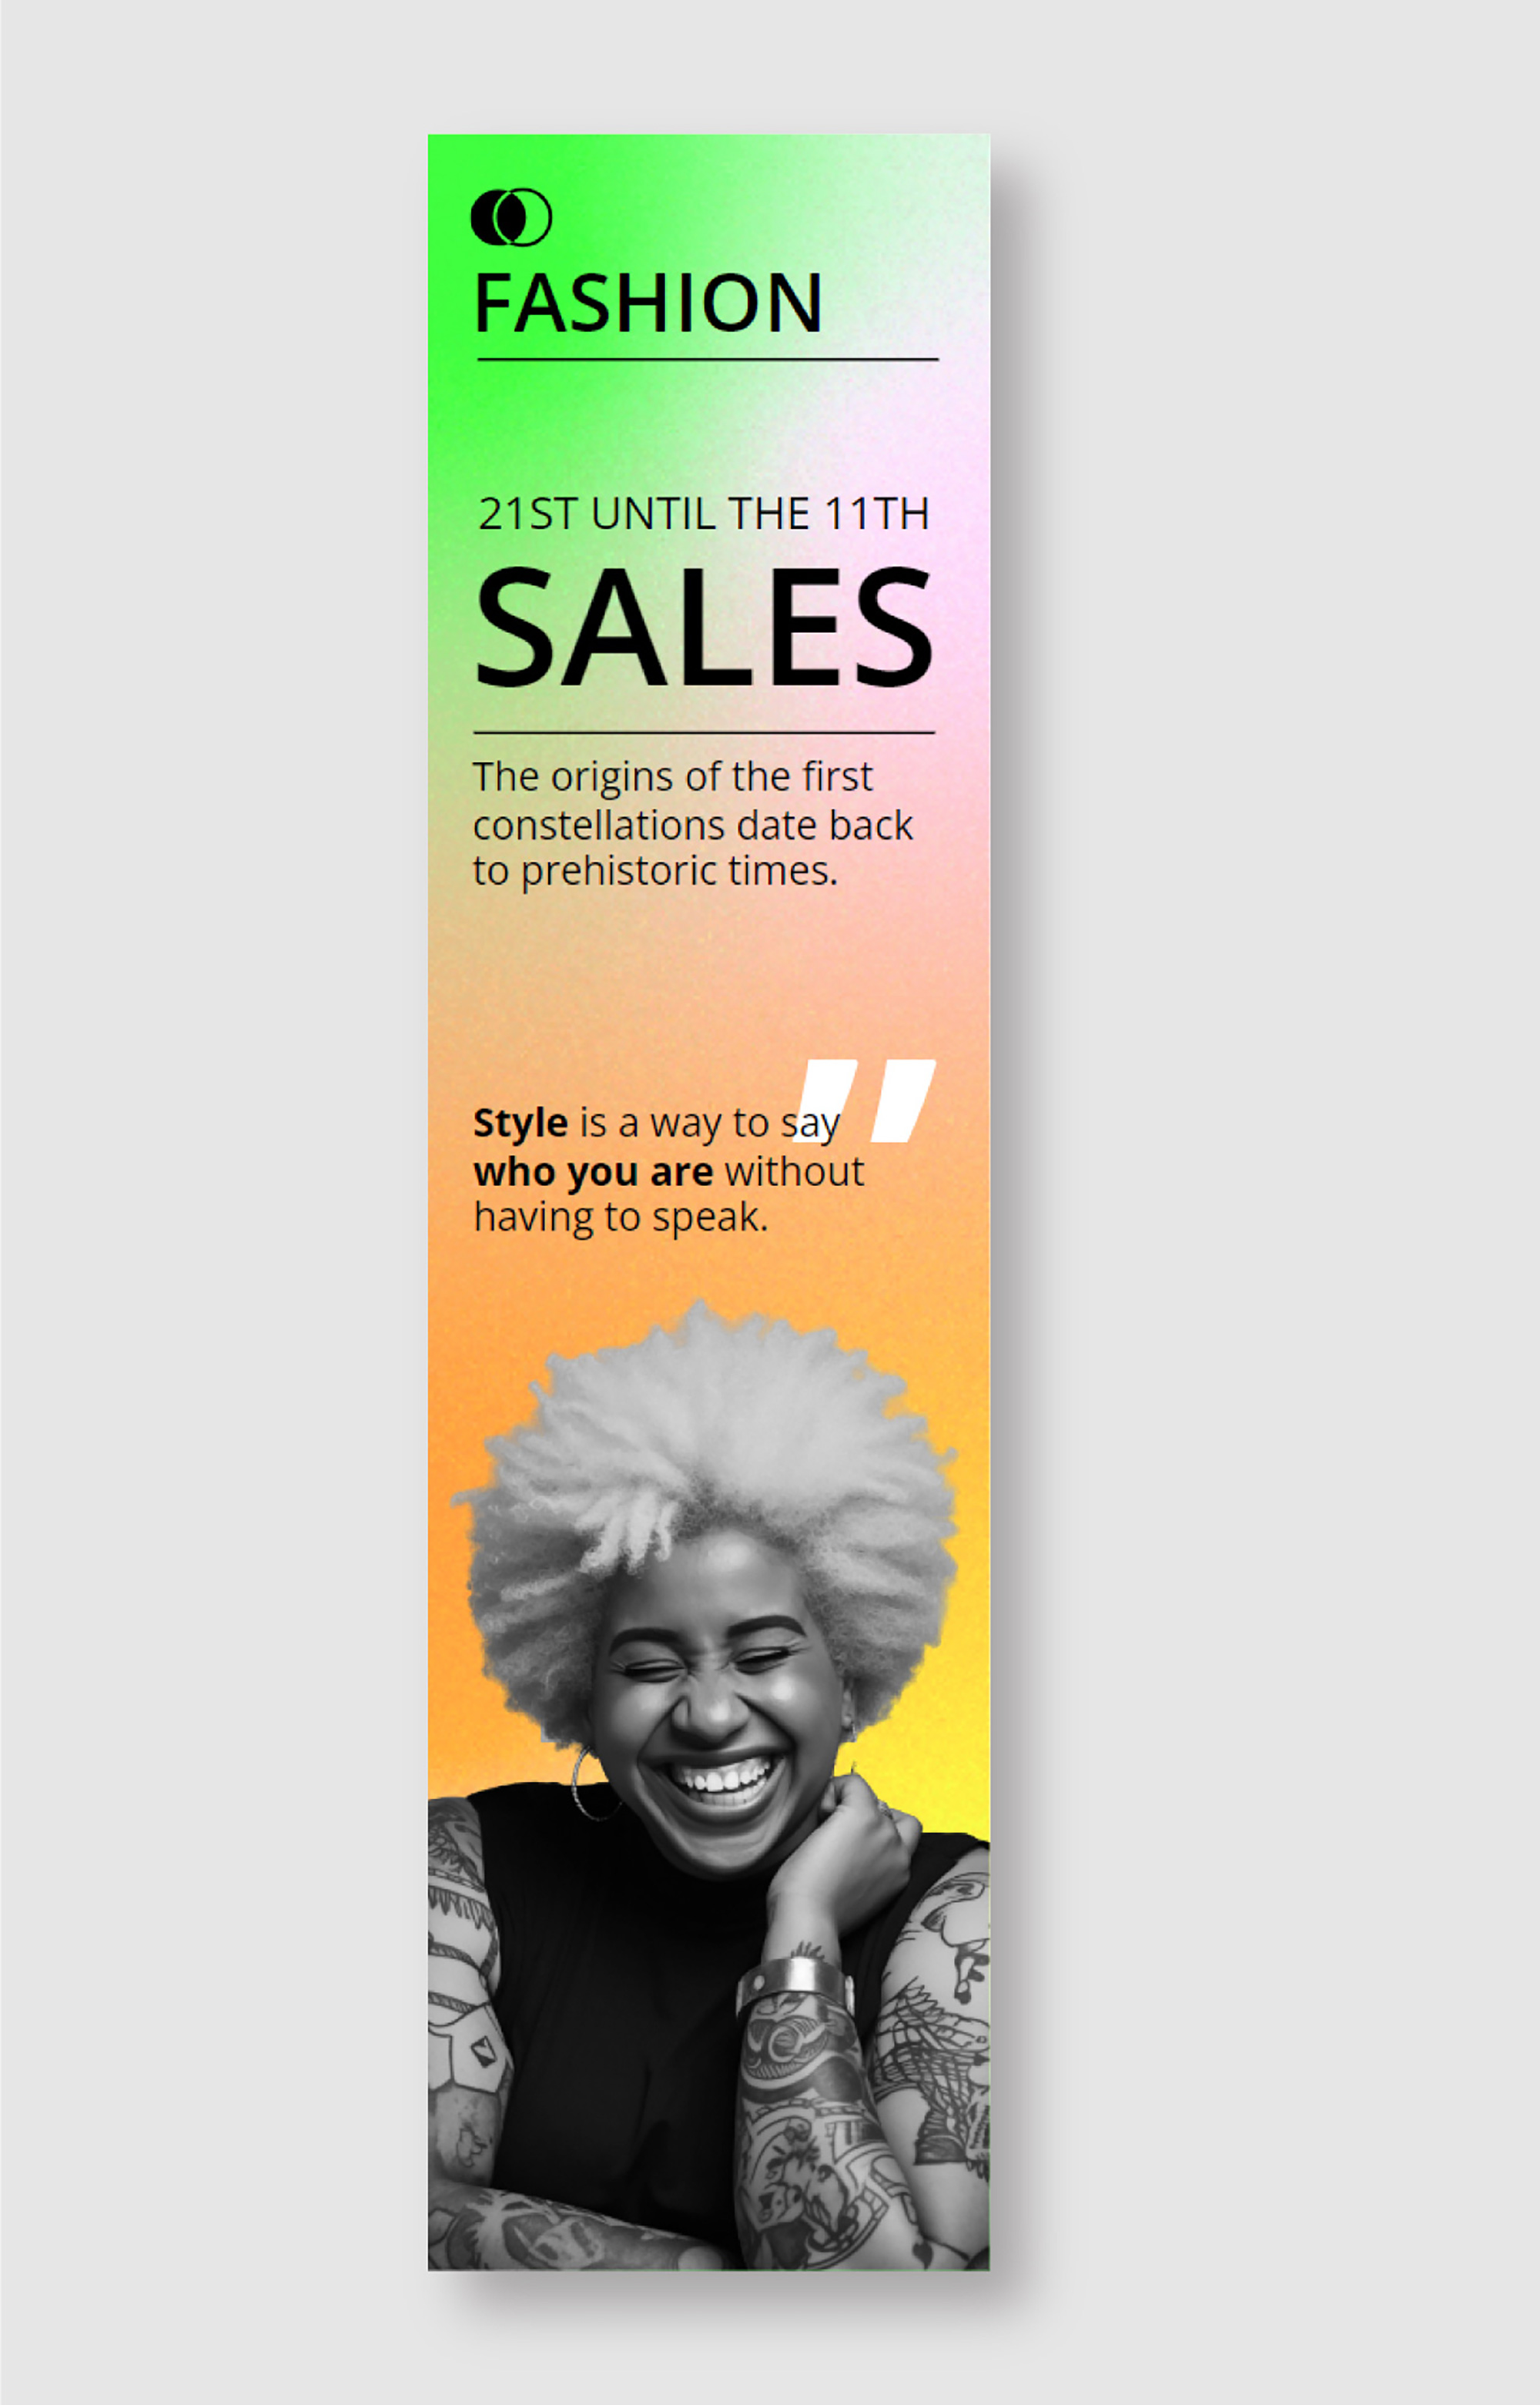 FASHION
21ST UNTIL THE 11TH
SALES
The origins of the first
constellations date back
to prehistoric times.
"
Style is a way to say
who you are without
having to speak.